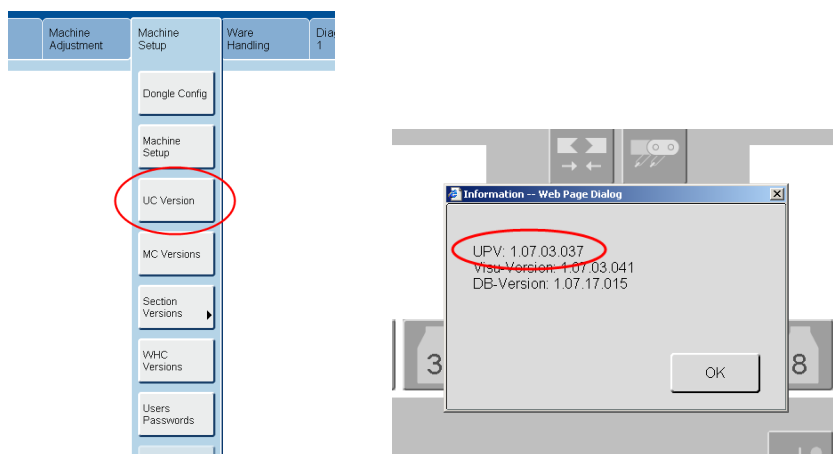 Machine
Adjustment
Machine
Setup
Ware
Handling
Dia
1
Dongle Config
Machine
Setup
UC Version
MC Versions
Section
Versions
WHC
Versions
Users
Passwords
Information -- Web Page Dialog
UPV: 1.07.03.037
Visu-Version: 1.07.03.041
DB-Version: 1.07.17.015
OK
3
8